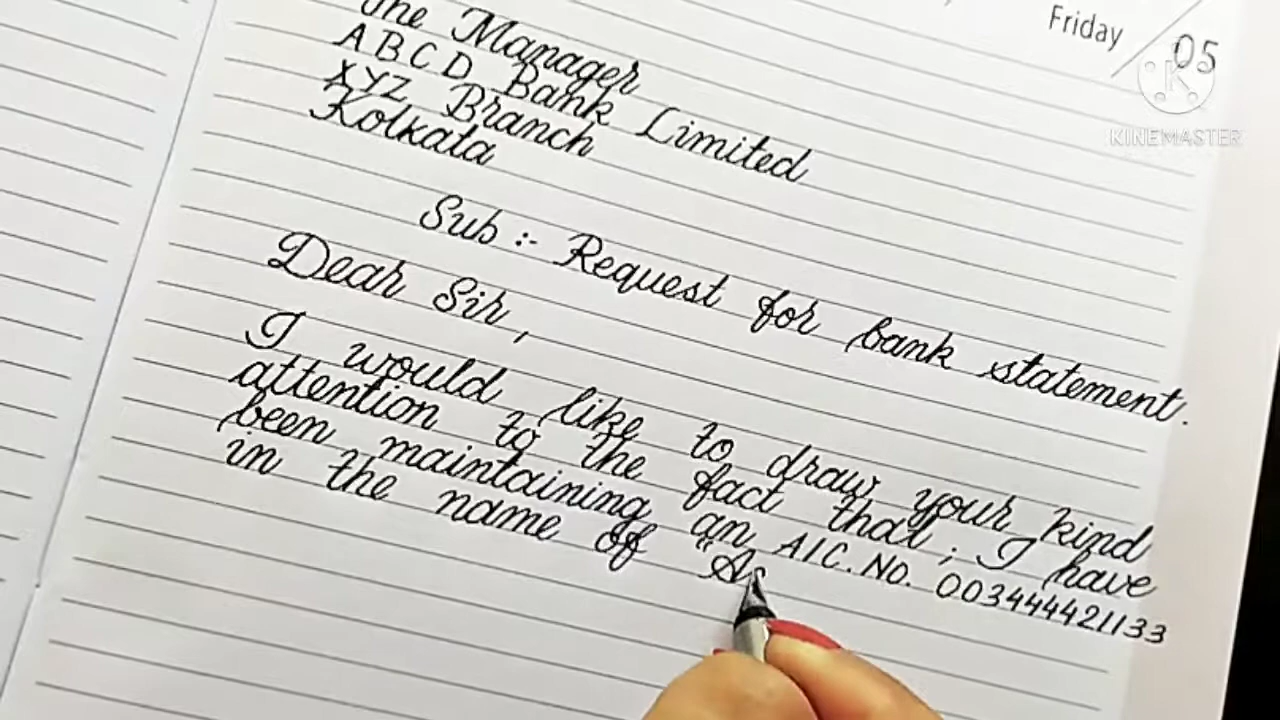 Friday
05
K
KINEMASTER
The Manager
ABCD Bank Limited
XYZ Branch
Kolkata
Sub :- Request for bank statement.
Dear Sir,
I would like to draw your kind
attention to the fact that; I have
been maintaining an A/C. No. 003444421133
in the name of "As